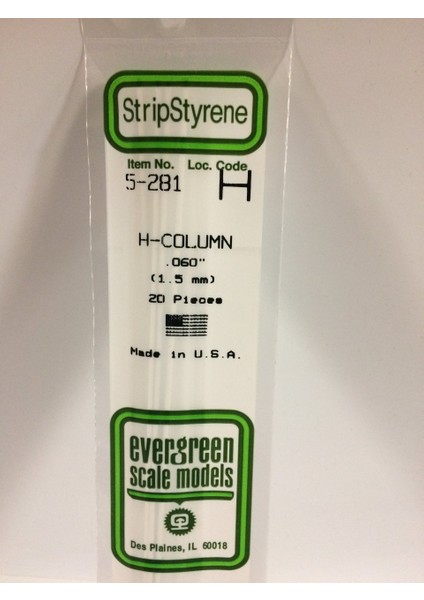 StripStyrene
Item No. Loc. Code
5-281 H
H-COLUMN
.060"
(1.5 mm)
20 Pieces
Made in U.S.A.
evergreen
scale models
Des Plaines, IL 60018